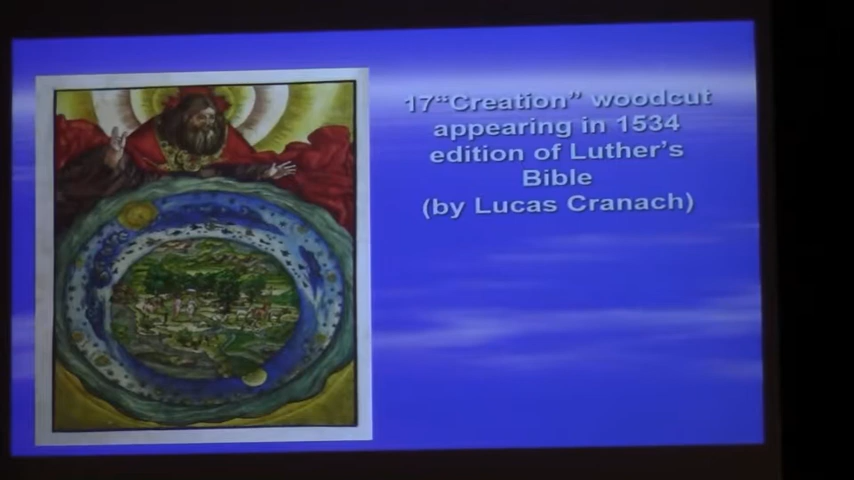 17“Creation” woodcut
appearing in 1534
edition of Luther’s
Bible
(by Lucas Cranach)